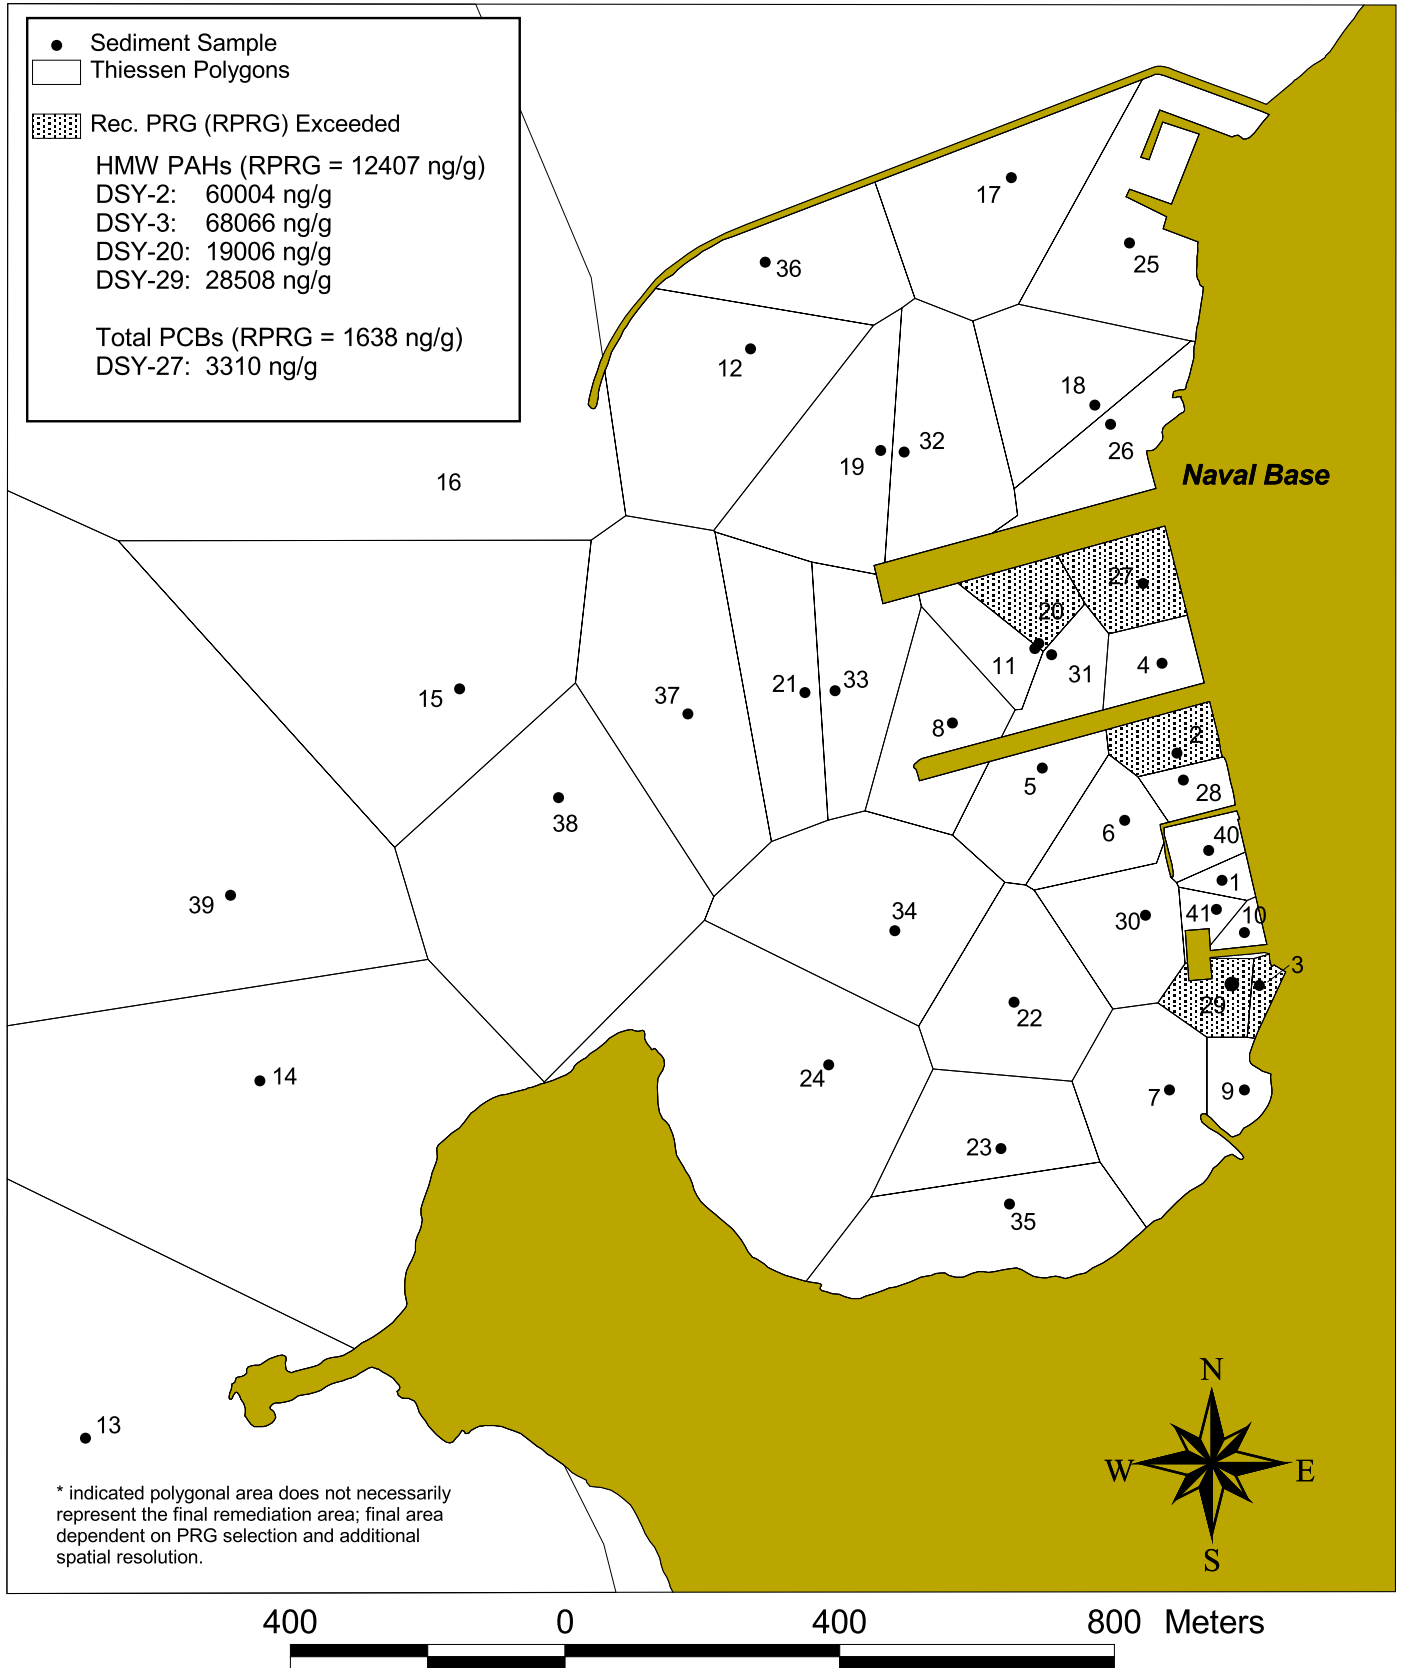 Sediment Sample
Thiessen Polygons
Rec. PRG (RPRG) Exceeded
HMW PAHs (RPRG = 12407 ng/g)
DSY-2: 60004 ng/g
DSY-3: 68066 ng/g
DSY-20: 19006 ng/g
DSY-29: 28508 ng/g
Total PCBs (RPRG = 1638 ng/g)
DSY-27: 3310 ng/g
17
25
36
12
18
32
19
26
Naval Base
16
27
20
11
31
4
15
37
21
33
8
2
5
28
38
6
40
1
39
34
41
10
30
3
29
22
14
24
7
9
23
35
13
N
W
E
S
* indicated polygonal area does not necessarily
represent the final remediation area; final area
dependent on PRG selection and additional
spatial resolution.
400 0 400 800 Meters